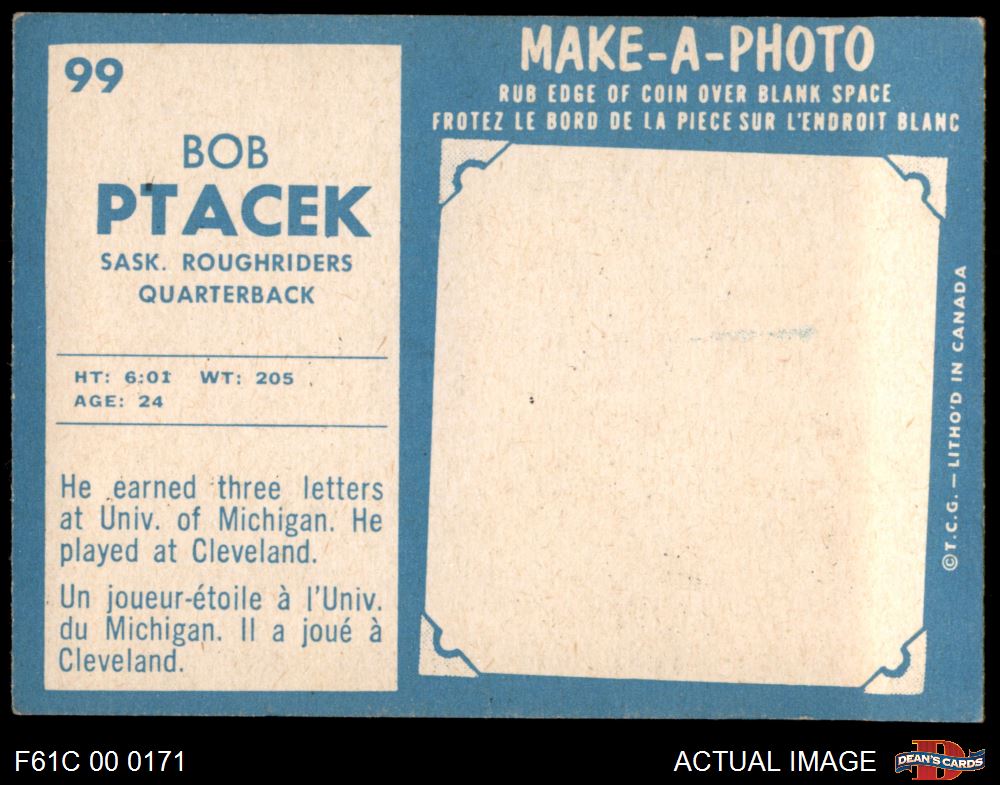 99
BOB
PTACEK
SASK. ROUGHRIDERS
QUARTERBACK
HT: 6:01 WT: 205
AGE: 24
He earned three letters
at Univ. of Michigan. He
played at Cleveland.
Un joueur-étoile à l'Univ.
du Michigan. Il a joué à
Cleveland.
MAKE-A-PHOTO
RUB EDGE OF COIN OVER BLANK SPACE
FROTEZ LE BORD DE LA PIECE SUR L'ENDROIT BLANC
©T.C.G. — LITHO'D IN CANADA
F61C 00 0171
ACTUAL IMAGE
D
DEAN'S CARDS